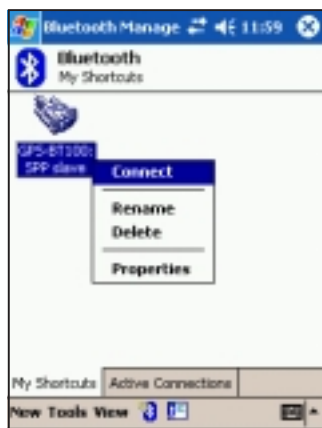 Bluetooth Manage 11:59
Bluetooth
My Shortcuts
GPS-BT100:
SPP slave
Connect
Rename
Delete
Properties
My Shortcuts Active Connections
New Tools View